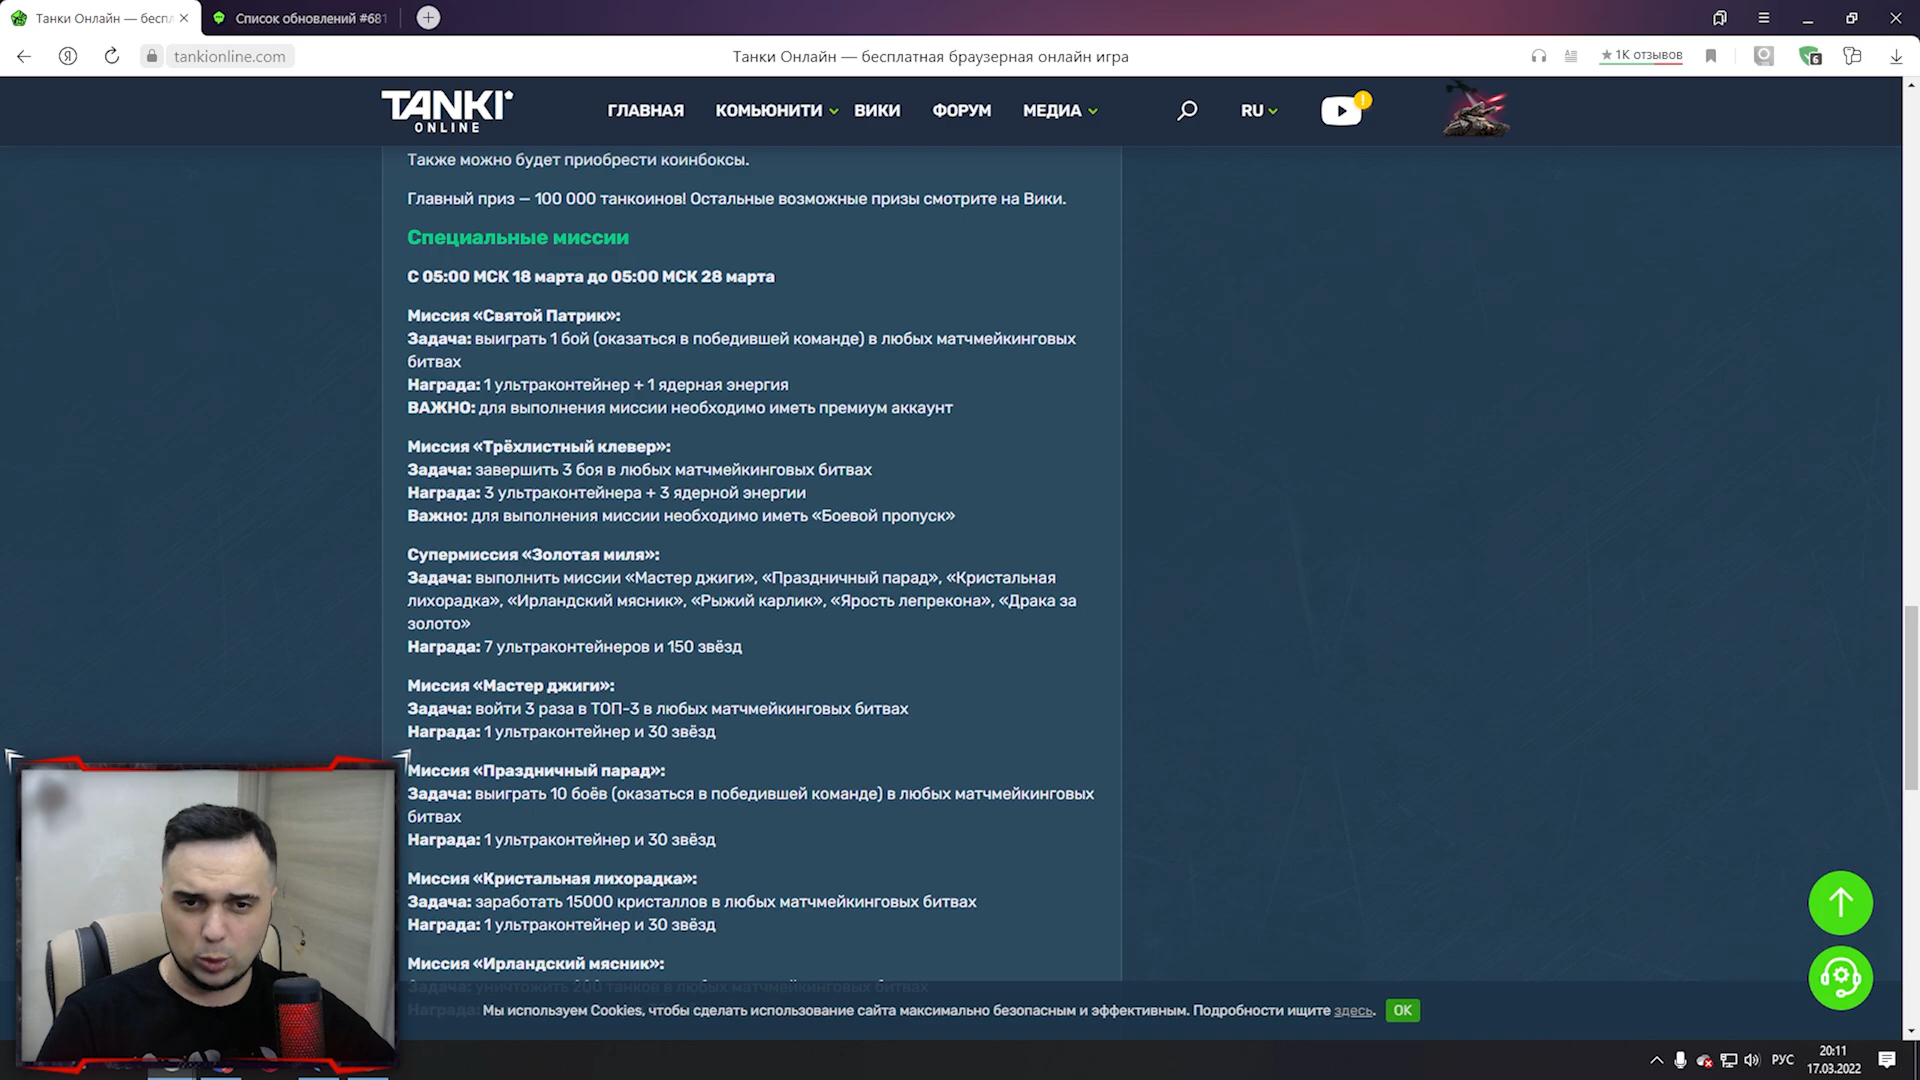 Танки Онлайн — беспл
Список обновлений #681
tankionline.com
Танки Онлайн — бесплатная браузерная онлайн игра
★ 1K отзывов
6
TANKI
ONLINE
ГЛАВНАЯ
КОМЬЮНИТИ
ВИКИ
ФОРУМ
МЕДИА
RU
Также можно будет приобрести коинбоксы.
Главный приз — 100 000 танкоинов! Остальные возможные призы смотрите на Вики.
Специальные миссии
С 05:00 МСК 18 марта до 05:00 МСК 28 марта
Миссия «Святой Патрик»:
Задача: выиграть 1 бой (оказаться в победившей команде) в любых матчмейкинговых
битвах
Награда: 1 ультраконтейнер + 1 ядерная энергия
ВАЖНО: для выполнения миссии необходимо иметь премиум аккаунт
Миссия «Трёхлистный клевер»:
Задача: завершить 3 боя в любых матчмейкинговых битвах
Награда: 3 ультраконтейнера + 3 ядерной энергии
Важно: для выполнения миссии необходимо иметь «Боевой пропуск»
Супермиссия «Золотая миля»:
Задача: выполнить миссии «Мастер джиги», «Праздничный парад», «Кристальная
лихорадка», «Ирландский мясник», «Рыжий карлик», «Ярость лепрекона», «Драка за
золото»
Награда: 7 ультраконтейнеров и 150 звёзд
Миссия «Мастер джиги»:
Задача: войти 3 раза в ТОП-3 в любых матчмейкинговых битвах
Награда: 1 ультраконтейнер и 30 звёзд
Миссия «Праздничный парад»:
Задача: выиграть 10 боёв (оказаться в победившей команде) в любых матчмейкинговых
битвах
Награда: 1 ультраконтейнер и 30 звёзд
Миссия «Кристальная лихорадка»:
Задача: заработать 15000 кристаллов в любых матчмейкинговых битвах
Награда: 1 ультраконтейнер и 30 звёзд
Миссия «Ирландский мясник»:
Задача: уничтожить 200 танков в любых матчмейкинговых битвах
Награда:
Мы используем Cookies, чтобы сделать использование сайта максимально безопасным и эффективным. Подробности ищите здесь.
OK
РУС
20:11
17.03.2022